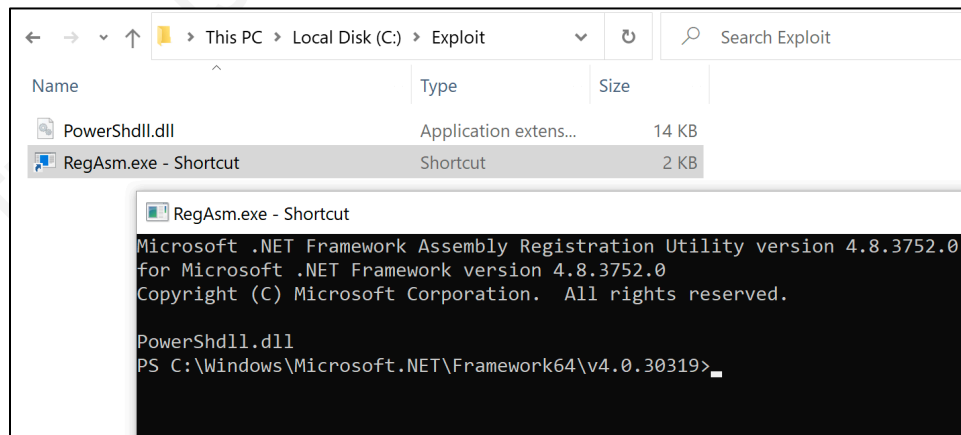 This PC > Local Disk (C:) > Exploit
Search Exploit
Name Type Size
PowerShdll.dll Application extens... 14 KB
RegAsm.exe - Shortcut Shortcut 2 KB
RegAsm.exe - Shortcut
Microsoft .NET Framework Assembly Registration Utility version 4.8.3752.0
for Microsoft .NET Framework version 4.8.3752.0
Copyright (C) Microsoft Corporation.  All rights reserved.
PowerShdll.dll
PS C:\Windows\Microsoft.NET\Framework64\v4.0.30319>